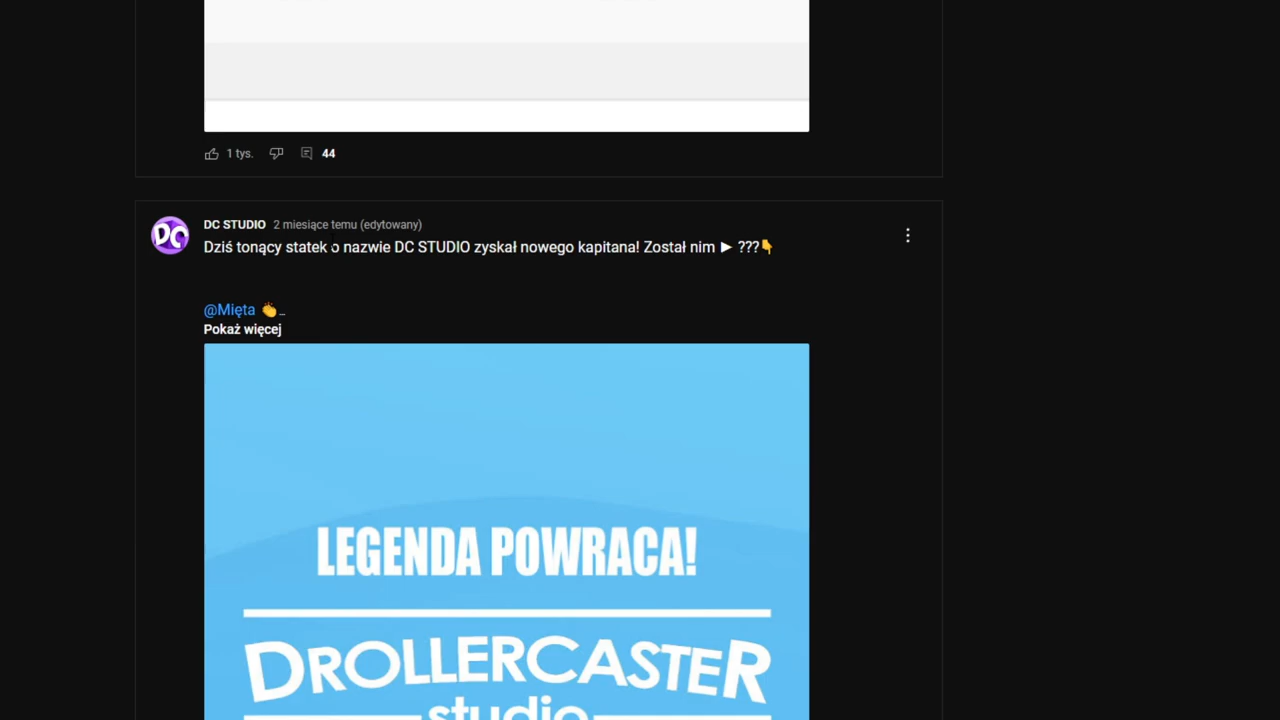 1 tys. 44
DC
DC STUDIO 2 miesiące temu (edytowany)
Dziś tonący statek o nazwie DC STUDIO zyskał nowego kapitana! Został nim ► ???👇
@Mięta 👏_
Pokaż więcej
LEGENDA POWRACA!
DROLLERCASTER
studio